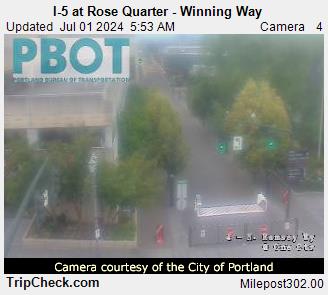 I-5 at Rose Quarter - Winning Way
Updated Jul 01 2024 5:53 AM Camera 4
PBOT
PORTLAND BUREAU OF TRANSPORTATION
Camera courtesy of the City of Portland
TripCheck.com Milepost302.00